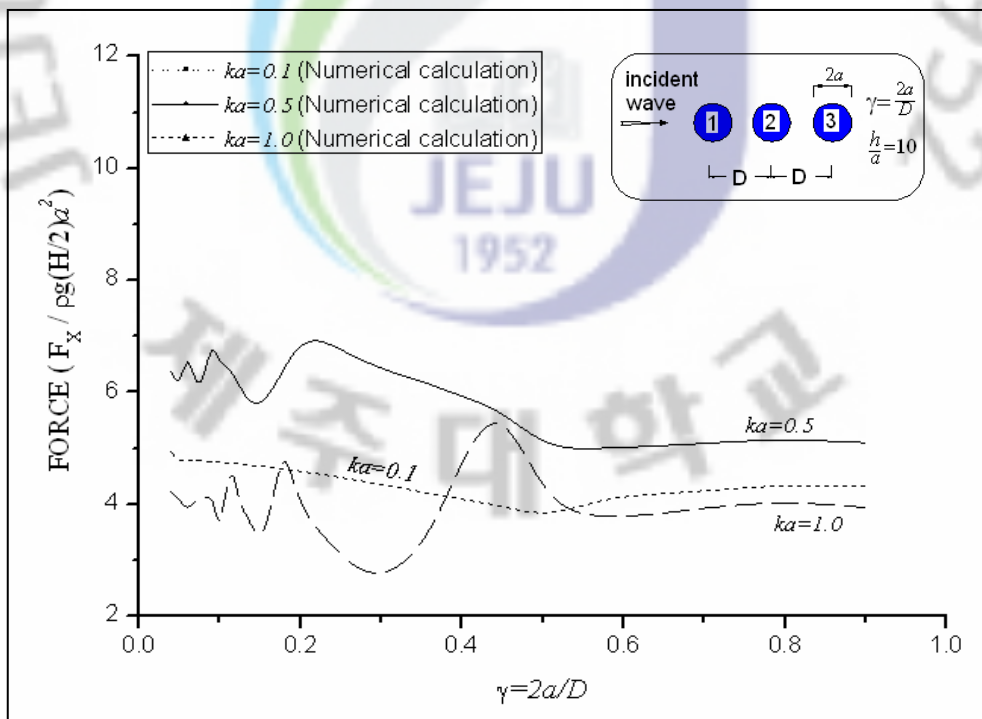 12
10
8
6
4
2
0.0 0.2 0.4 0.6 0.8 1.0
FORCE ( F_X / ρg(H/2)a²)
γ=2a/D
ka=0.1 (Numerical calculation)
ka=0.5 (Numerical calculation)
ka=1.0 (Numerical calculation)
incident
wave
1 2 3
2a
γ=2a/D
h/a=10
D D
ka=0.5
ka=0.1
ka=1.0
JEJU
1952
제주대학교
1952